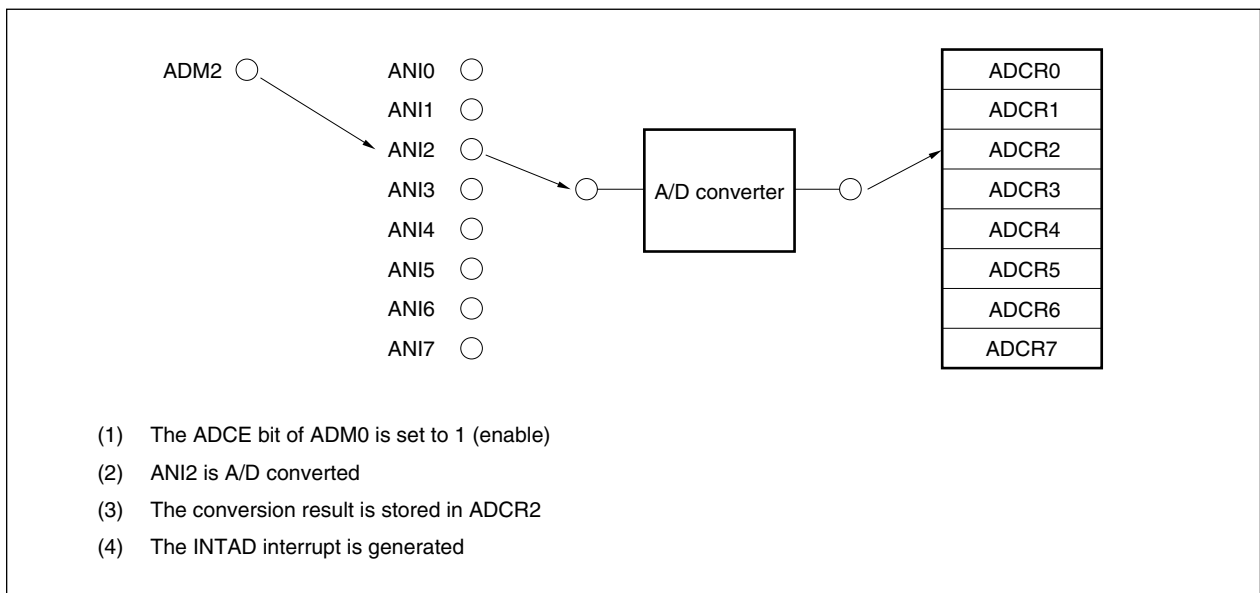 ADM2 ANI0 ADCR0
ANI1 ADCR1
ANI2 ADCR2
ANI3 A/D converter ADCR3
ANI4 ADCR4
ANI5 ADCR5
ANI6 ADCR6
ANI7 ADCR7
(1) The ADCE bit of ADM0 is set to 1 (enable)
(2) ANI2 is A/D converted
(3) The conversion result is stored in ADCR2
(4) The INTAD interrupt is generated